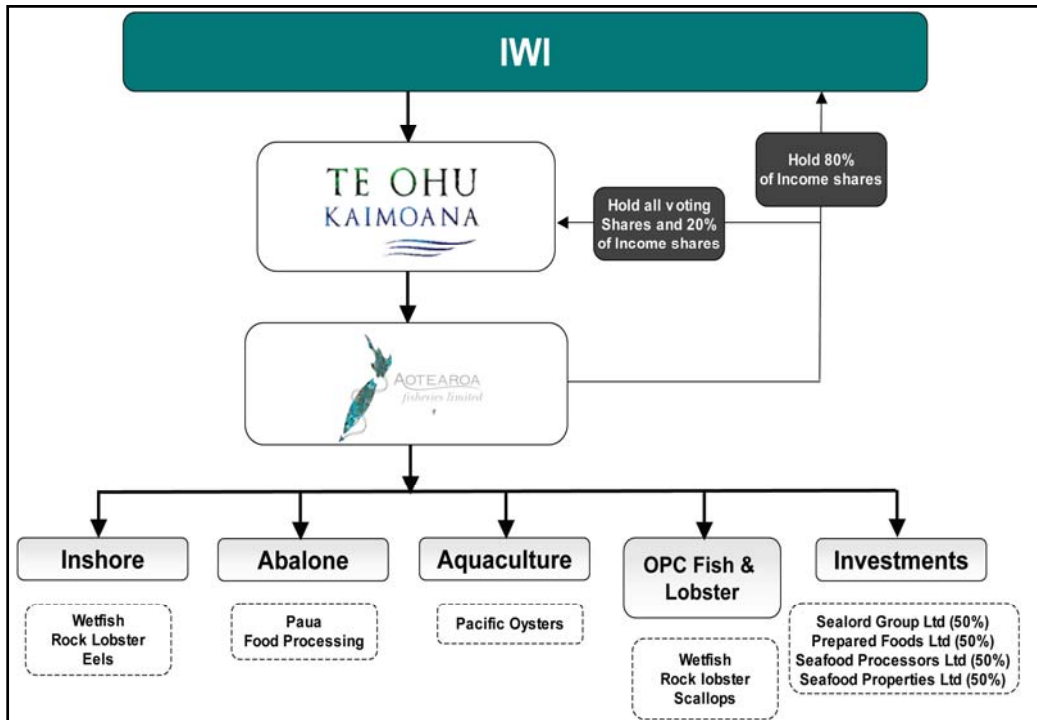 IWI
TE OHU
KAIMOANA
Hold 80%
of Income shares
Hold all voting
Shares and 20%
of Income shares
AOTEAROA
fisheries limited
Inshore
Abalone
Aquaculture
OPC Fish &
Lobster
Investments
Wetfish
Rock Lobster
Eels
Paua
Food Processing
Pacific Oysters
Wetfish
Rock lobster
Scallops
Sealord Group Ltd (50%)
Prepared Foods Ltd (50%)
Seafood Processors Ltd (50%)
Seafood Properties Ltd (50%)